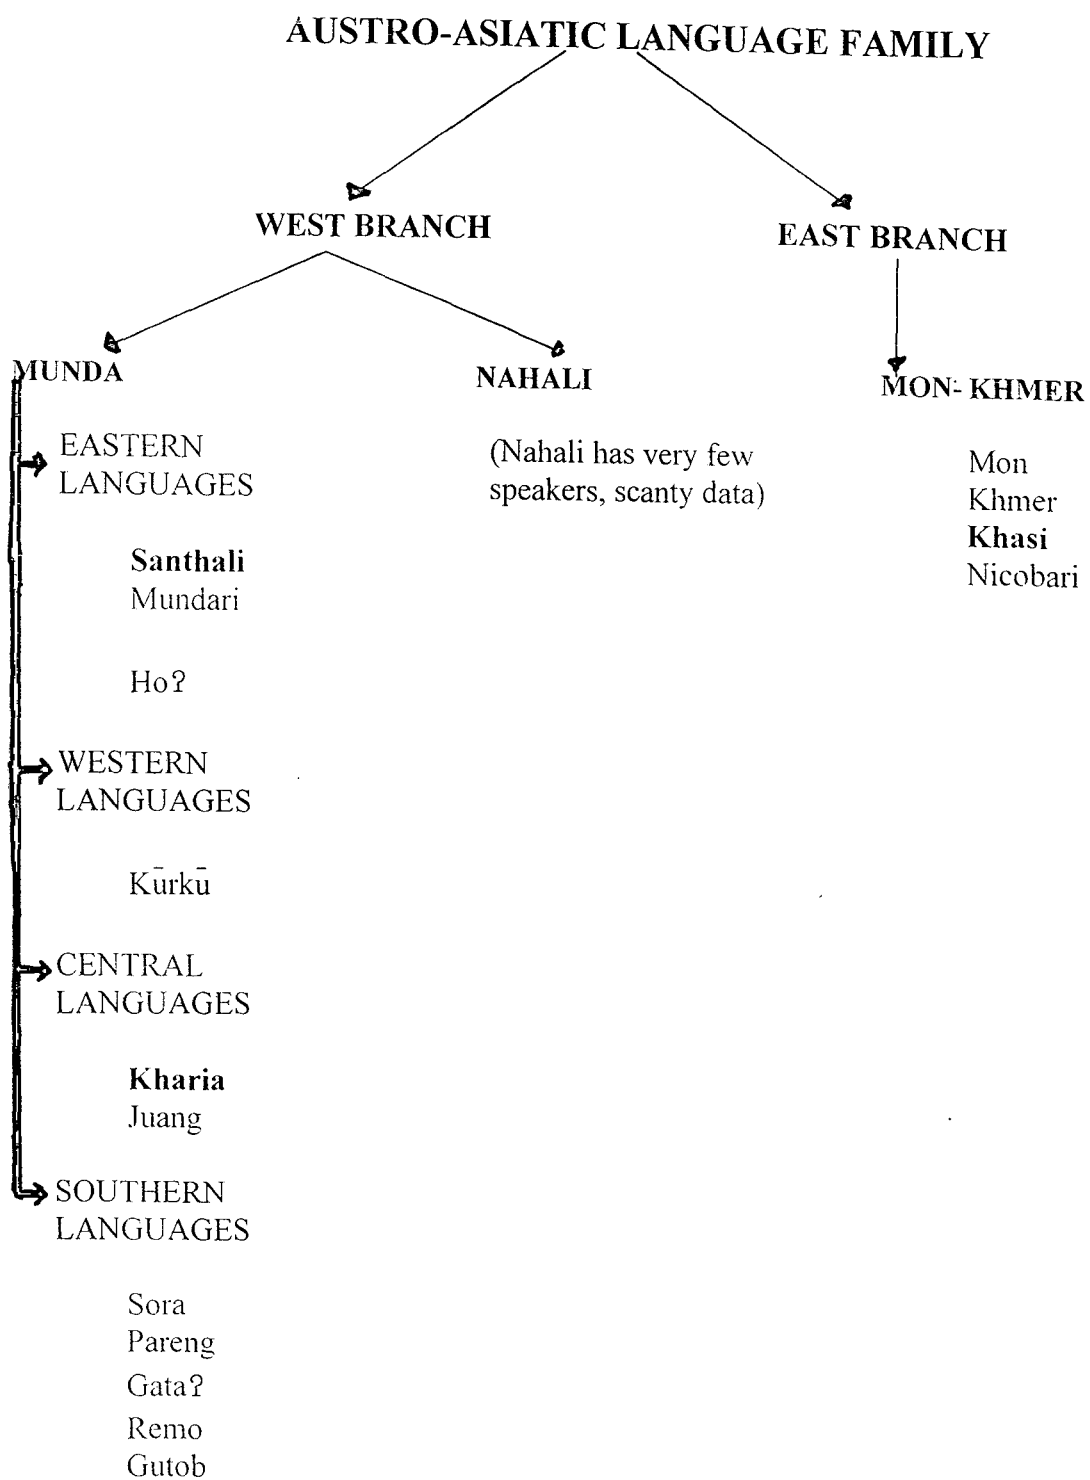 AUSTRO-ASIATIC LANGUAGE FAMILY
WEST BRANCH
EAST BRANCH
MUNDA
NAHALI
MON- KHMER
EASTERN
LANGUAGES
Santhali
Mundari
Hoʔ
WESTERN
LANGUAGES
Kūrkū
CENTRAL
LANGUAGES
Kharia
Juang
SOUTHERN
LANGUAGES
Sora
Pareng
Gataʔ
Remo
Gutob
(Nahali has very few
speakers, scanty data)
Mon
Khmer
Khasi
Nicobari